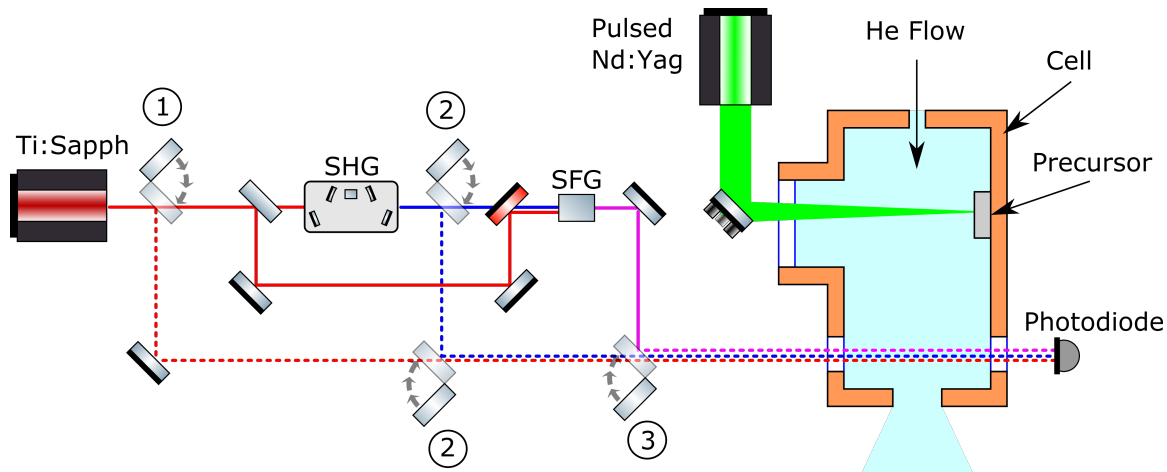 Pulsed
Nd:Yag
He Flow
Cell
1
2
Ti:Sapph
SHG
SFG
Precursor
Photodiode
2
3